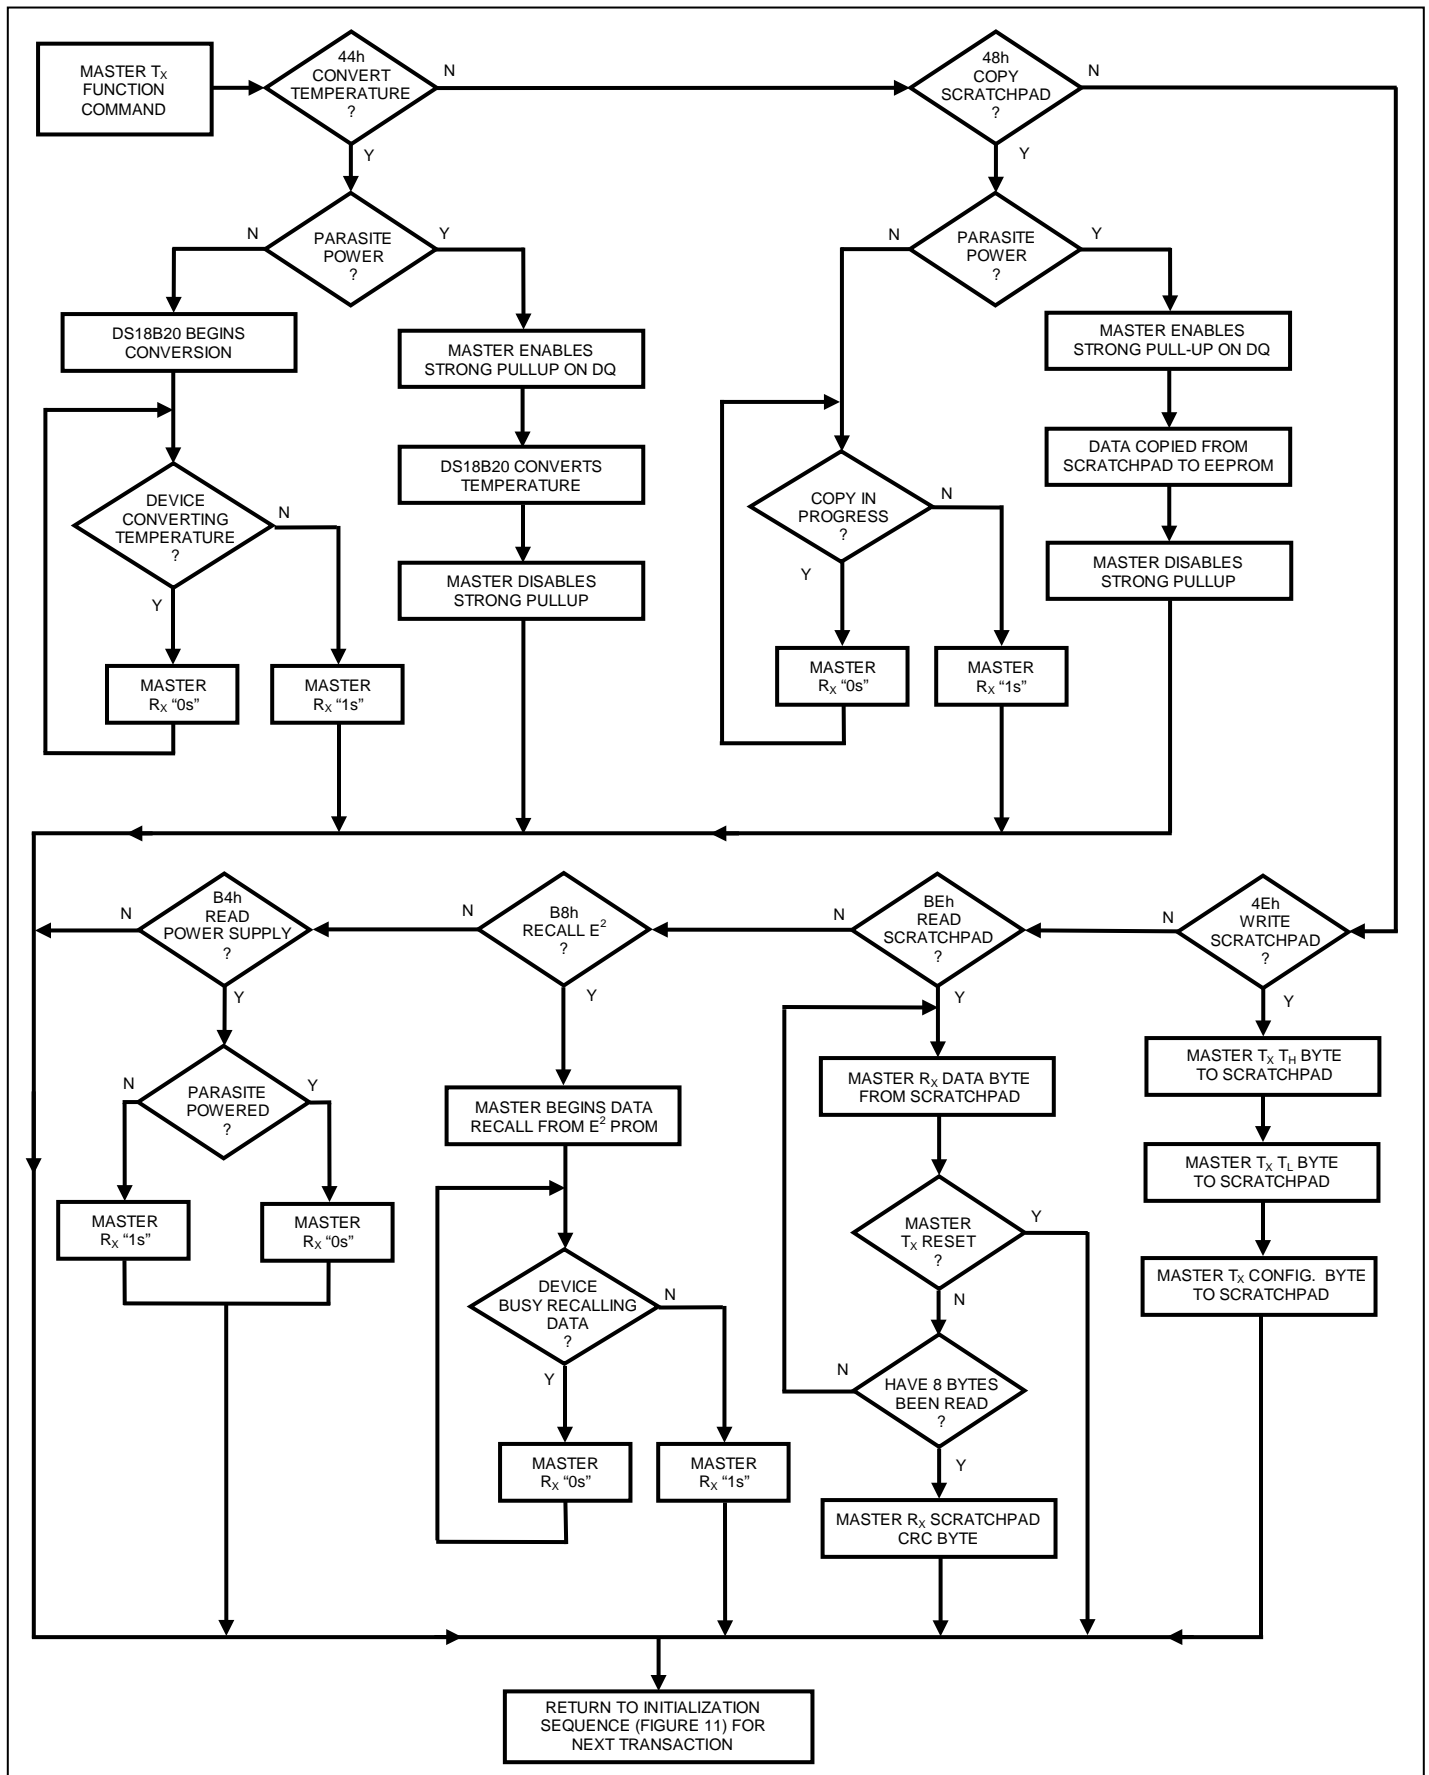 MASTER TX
FUNCTION
COMMAND
44h
CONVERT
TEMPERATURE
?
N
Y
48h
COPY
SCRATCHPAD
?
N
Y
PARASITE
POWER
?
N
Y
DS18B20 BEGINS
CONVERSION
MASTER ENABLES
STRONG PULLUP ON DQ
DS18B20 CONVERTS
TEMPERATURE
MASTER DISABLES
STRONG PULLUP
DEVICE
CONVERTING
TEMPERATURE
?
N
Y
MASTER
RX “0s”
MASTER
RX “1s”
PARASITE
POWER
?
N
Y
MASTER ENABLES
STRONG PULL-UP ON DQ
DATA COPIED FROM
SCRATCHPAD TO EEPROM
MASTER DISABLES
STRONG PULLUP
COPY IN
PROGRESS
?
N
Y
MASTER
RX “0s”
MASTER
RX “1s”
B4h
READ
POWER SUPPLY
?
N
Y
PARASITE
POWERED
?
N
Y
MASTER
RX “1s”
MASTER
RX “0s”
B8h
RECALL E2
?
N
Y
MASTER BEGINS DATA
RECALL FROM E2 PROM
DEVICE
BUSY RECALLING
DATA
?
N
Y
MASTER
RX “0s”
MASTER
RX “1s”
BEh
READ
SCRATCHPAD
?
N
Y
MASTER RX DATA BYTE
FROM SCRATCHPAD
MASTER
TX RESET
?
Y
N
HAVE 8 BYTES
BEEN READ
?
N
Y
MASTER RX SCRATCHPAD
CRC BYTE
4Eh
WRITE
SCRATCHPAD
?
N
Y
MASTER TX TH BYTE
TO SCRATCHPAD
MASTER TX TL BYTE
TO SCRATCHPAD
MASTER TX CONFIG. BYTE
TO SCRATCHPAD
RETURN TO INITIALIZATION
SEQUENCE (FIGURE 11) FOR
NEXT TRANSACTION